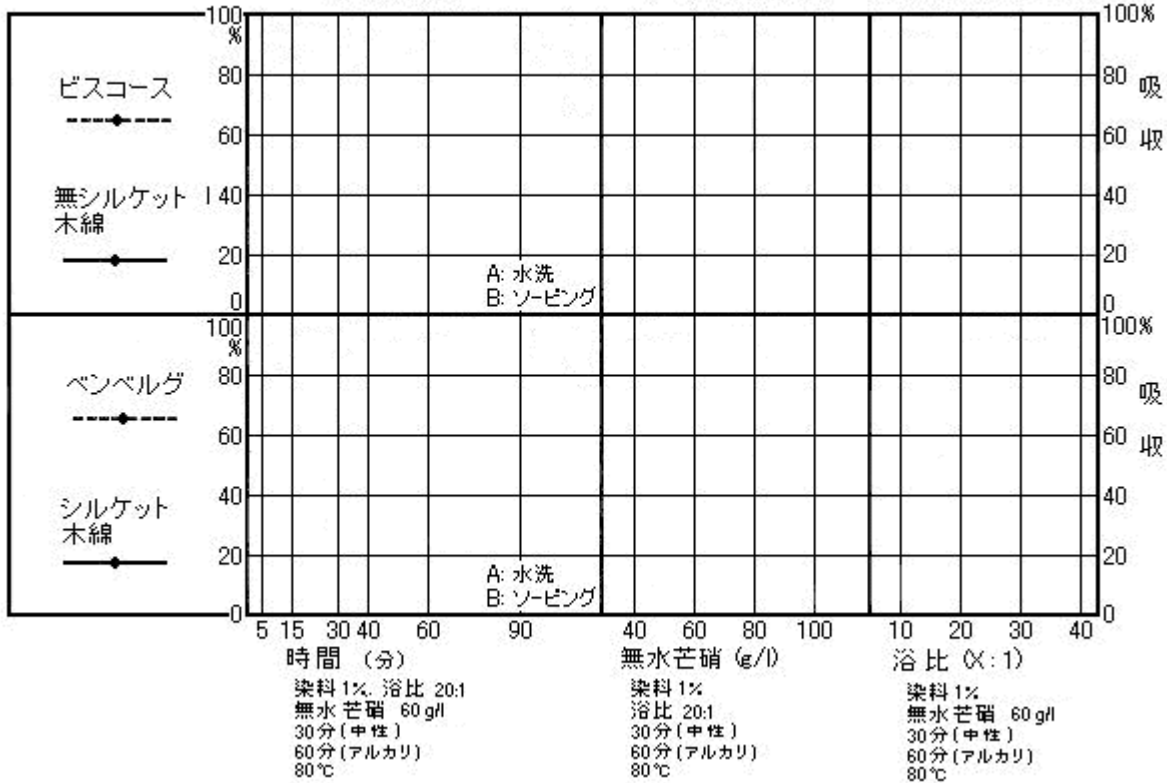 100
%
80
60
40
20
0
ビスコース
無シルケット
木綿
A: 水洗
B: ソーピング
100%
80
60
40
20
0
吸
収
100
%
80
60
40
20
0
ベンベルグ
シルケット
木綿
A: 水洗
B: ソーピング
100%
80
60
40
20
0
吸
収
5 15 30 40 60 90
時間 (分)
染料 1%. 浴比 20:1
無水芒硝 60 g/l
30分 (中性)
60分 (アルカリ)
80℃
40 60 80 100
無水芒硝 (g/l)
染料 1%
浴比 20:1
30分 (中性)
60分 (アルカリ)
80℃
10 20 30 40
浴比 (X:1)
染料 1%
無水芒硝 60 g/l
30分 (中性)
60分 (アルカリ)
80℃